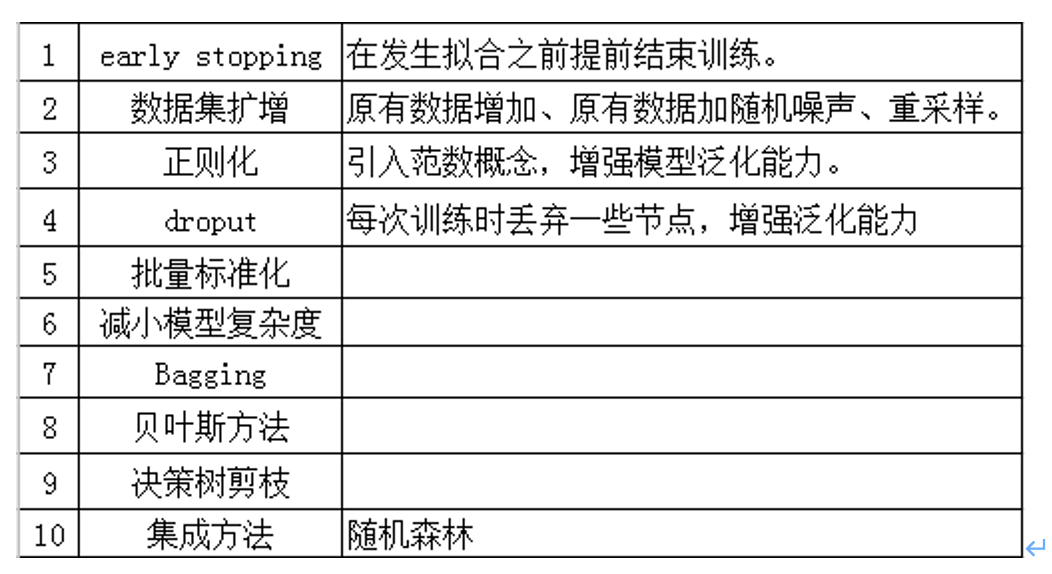 1 early stopping 在发生拟合之前提前结束训练。
2 数据集扩增 原有数据增加、原有数据加随机噪声、重采样。
3 正则化 引入范数概念，增强模型泛化能力。
4 droput 每次训练时丢弃一些节点，增强泛化能力
5 批量标准化
6 减小模型复杂度
7 Bagging
8 贝叶斯方法
9 决策树剪枝
10 集成方法 随机森林